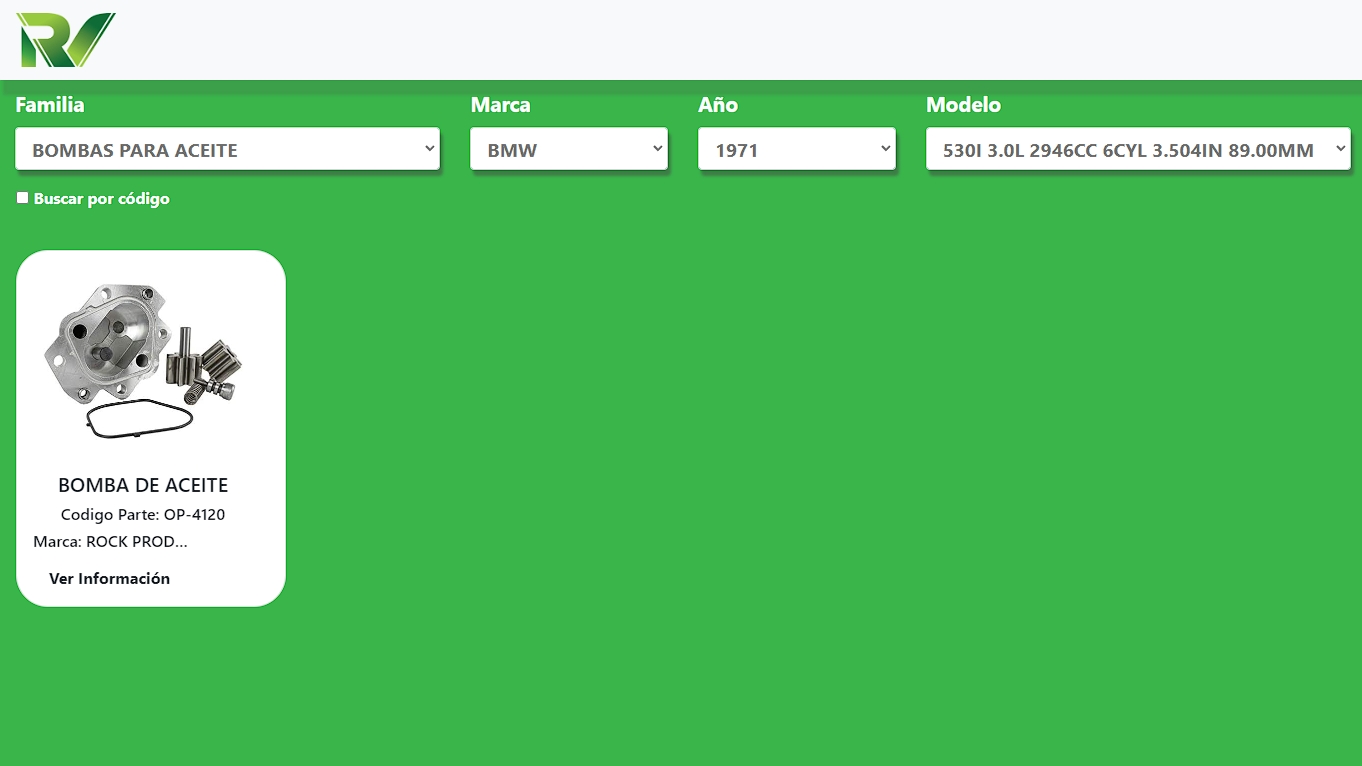 RV
Familia
Marca
Año
Modelo
BOMBAS PARA ACEITE
BMW
1971
530I 3.0L 2946CC 6CYL 3.504IN 89.00MM
Buscar por código
BOMBA DE ACEITE
Codigo Parte: OP-4120
Marca: ROCK PROD...
Ver Información